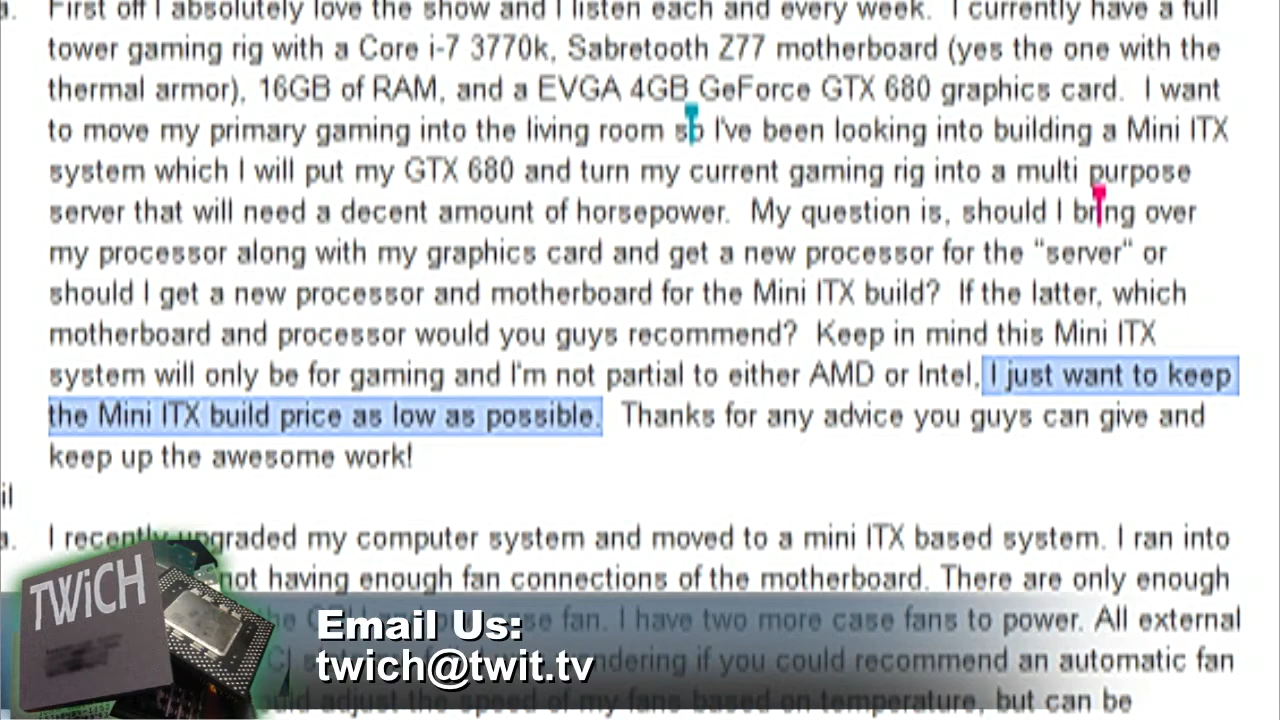 a. First off I absolutely love the show and I listen each and every week. I currently have a full
tower gaming rig with a Core i-7 3770k, Sabretooth Z77 motherboard (yes the one with the
thermal armor), 16GB of RAM, and a EVGA 4GB GeForce GTX 680 graphics card. I want
to move my primary gaming into the living room so I've been looking into building a Mini ITX
system which I will put my GTX 680 and turn my current gaming rig into a multi purpose
server that will need a decent amount of horsepower. My question is, should I bring over
my processor along with my graphics card and get a new processor for the "server" or
should I get a new processor and motherboard for the Mini ITX build? If the latter, which
motherboard and processor would you guys recommend? Keep in mind this Mini ITX
system will only be for gaming and I'm not partial to either AMD or Intel, I just want to keep
the Mini ITX build price as low as possible. Thanks for any advice you guys can give and
keep up the awesome work!
il
a. I recently upgraded my computer system and moved to a mini ITX based system. I ran into
not having enough fan connections of the motherboard. There are only enough
fan. I have two more case fans to power. All external
if you could recommend an automatic fan
adjust the speed of my fans based on temperature, but can be
TWiCH
Email Us:
twich@twit.tv